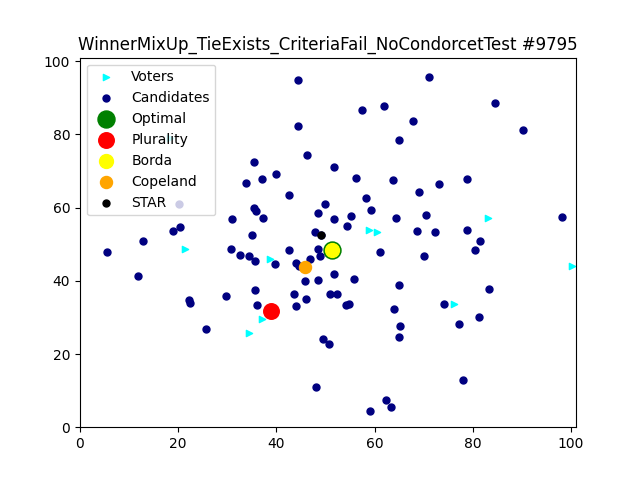 WinnerMixUp_TieExists_CriteriaFail_NoCondorcetTest #9795
100
80
60
40
20
0
Voters
Candidates
Optimal
Plurality
Borda
Copeland
STAR
0 20 40 60 80 100